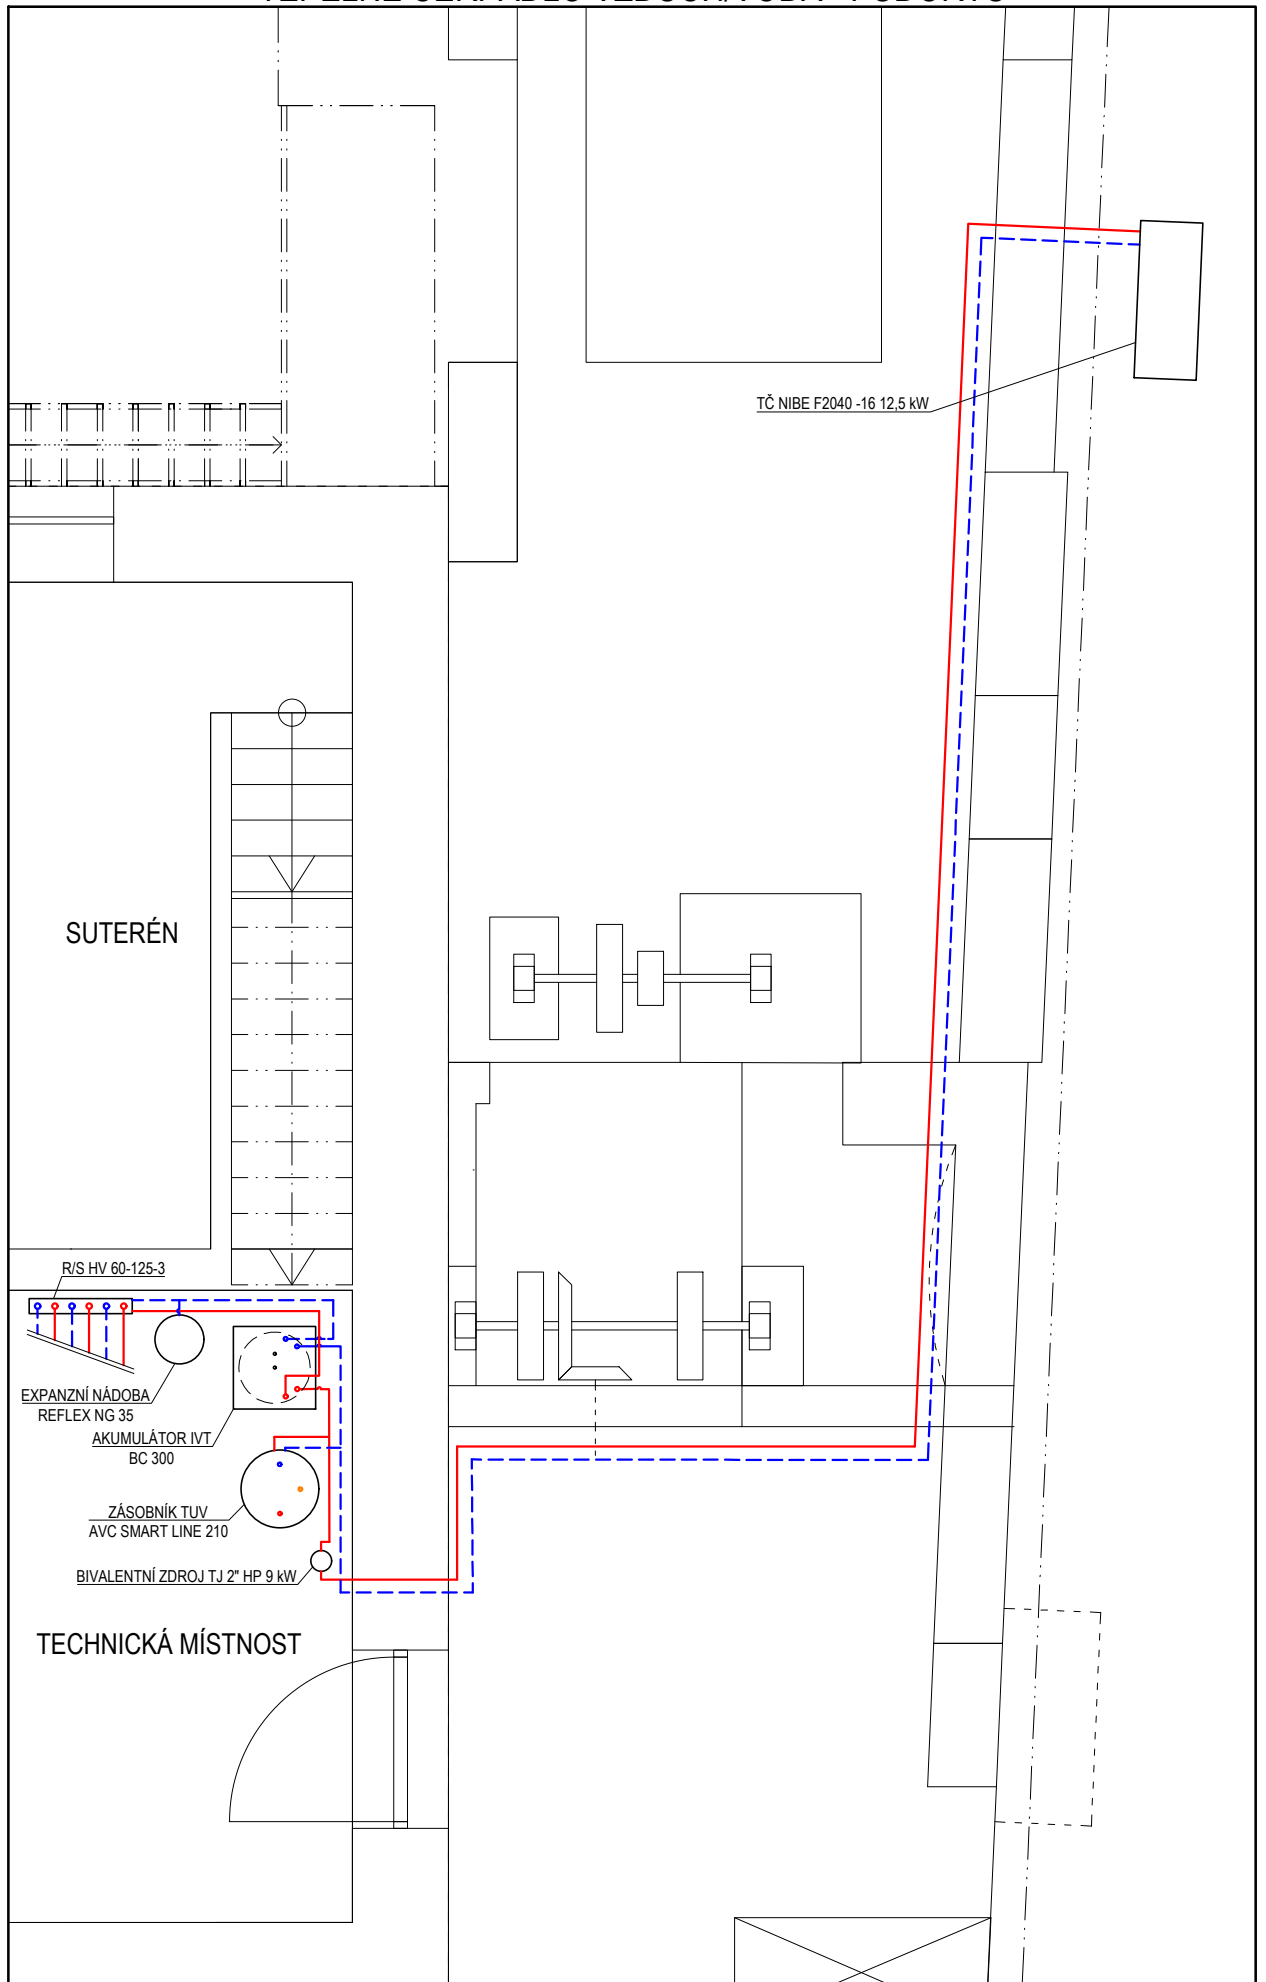 TČ NIBE F2040 -16 12,5 kW
SUTERÉN
R/S HV 60-125-3
EXPANZNÍ NÁDOBA
REFLEX NG 35
AKUMULÁTOR IVT
BC 300
ZÁSOBNÍK TUV
AVC SMART LINE 210
BIVALENTNÍ ZDROJ TJ 2" HP 9 kW
TECHNICKÁ MÍSTNOST